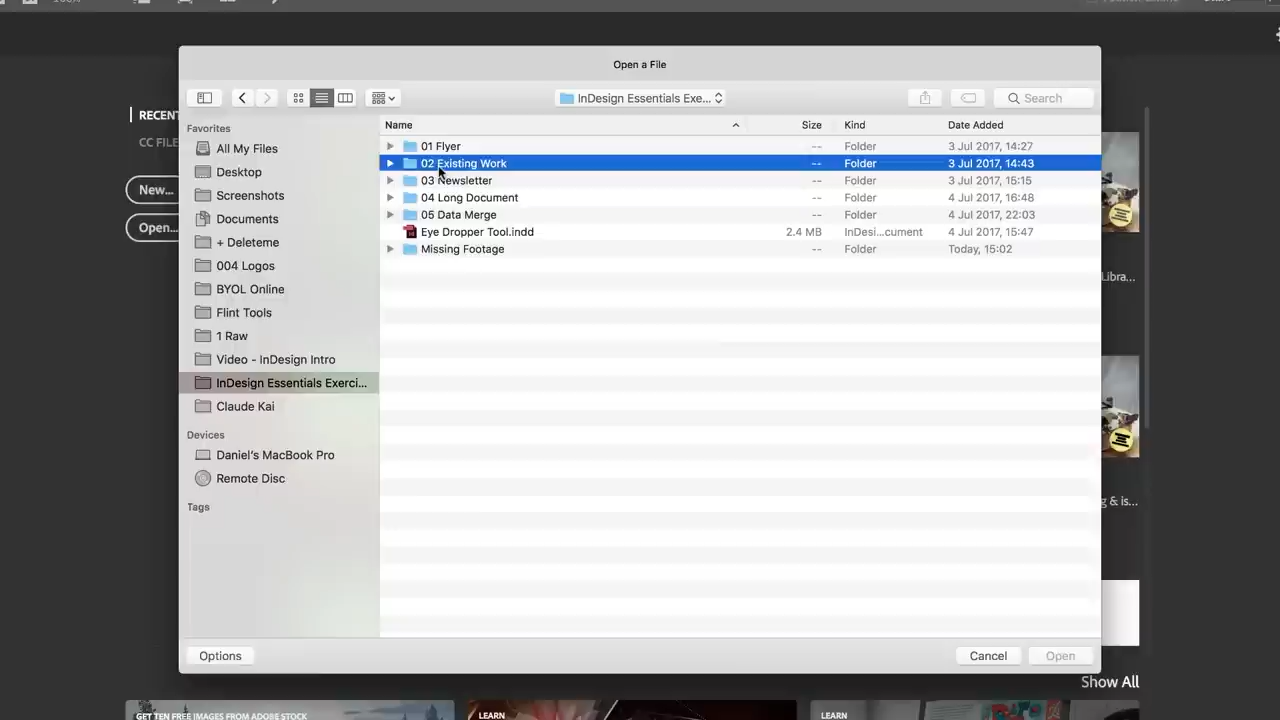 Open a File
InDesign Essentials Exe...
Search
Favorites
All My Files
Desktop
Screenshots
Documents
+ Deleteme
004 Logos
BYOL Online
Flint Tools
1 Raw
Video - InDesign Intro
InDesign Essentials Exerci...
Claude Kai
Devices
Daniel's MacBook Pro
Remote Disc
Tags
Name Size Kind Date Added
01 Flyer -- Folder 3 Jul 2017, 14:27
02 Existing Work -- Folder 3 Jul 2017, 14:43
03 Newsletter -- Folder 3 Jul 2017, 15:15
04 Long Document -- Folder 4 Jul 2017, 16:48
05 Data Merge -- Folder 4 Jul 2017, 22:03
Eye Dropper Tool.indd 2.4 MB InDesi...cument 4 Jul 2017, 15:47
Missing Footage -- Folder Today, 15:02
Options Cancel Open
RECENT
CC FILE
New...
Open...
Libra...
g & is...
Show All
GET TEN FREE IMAGES FROM ADOBE STOCK
LEARN
LEARN